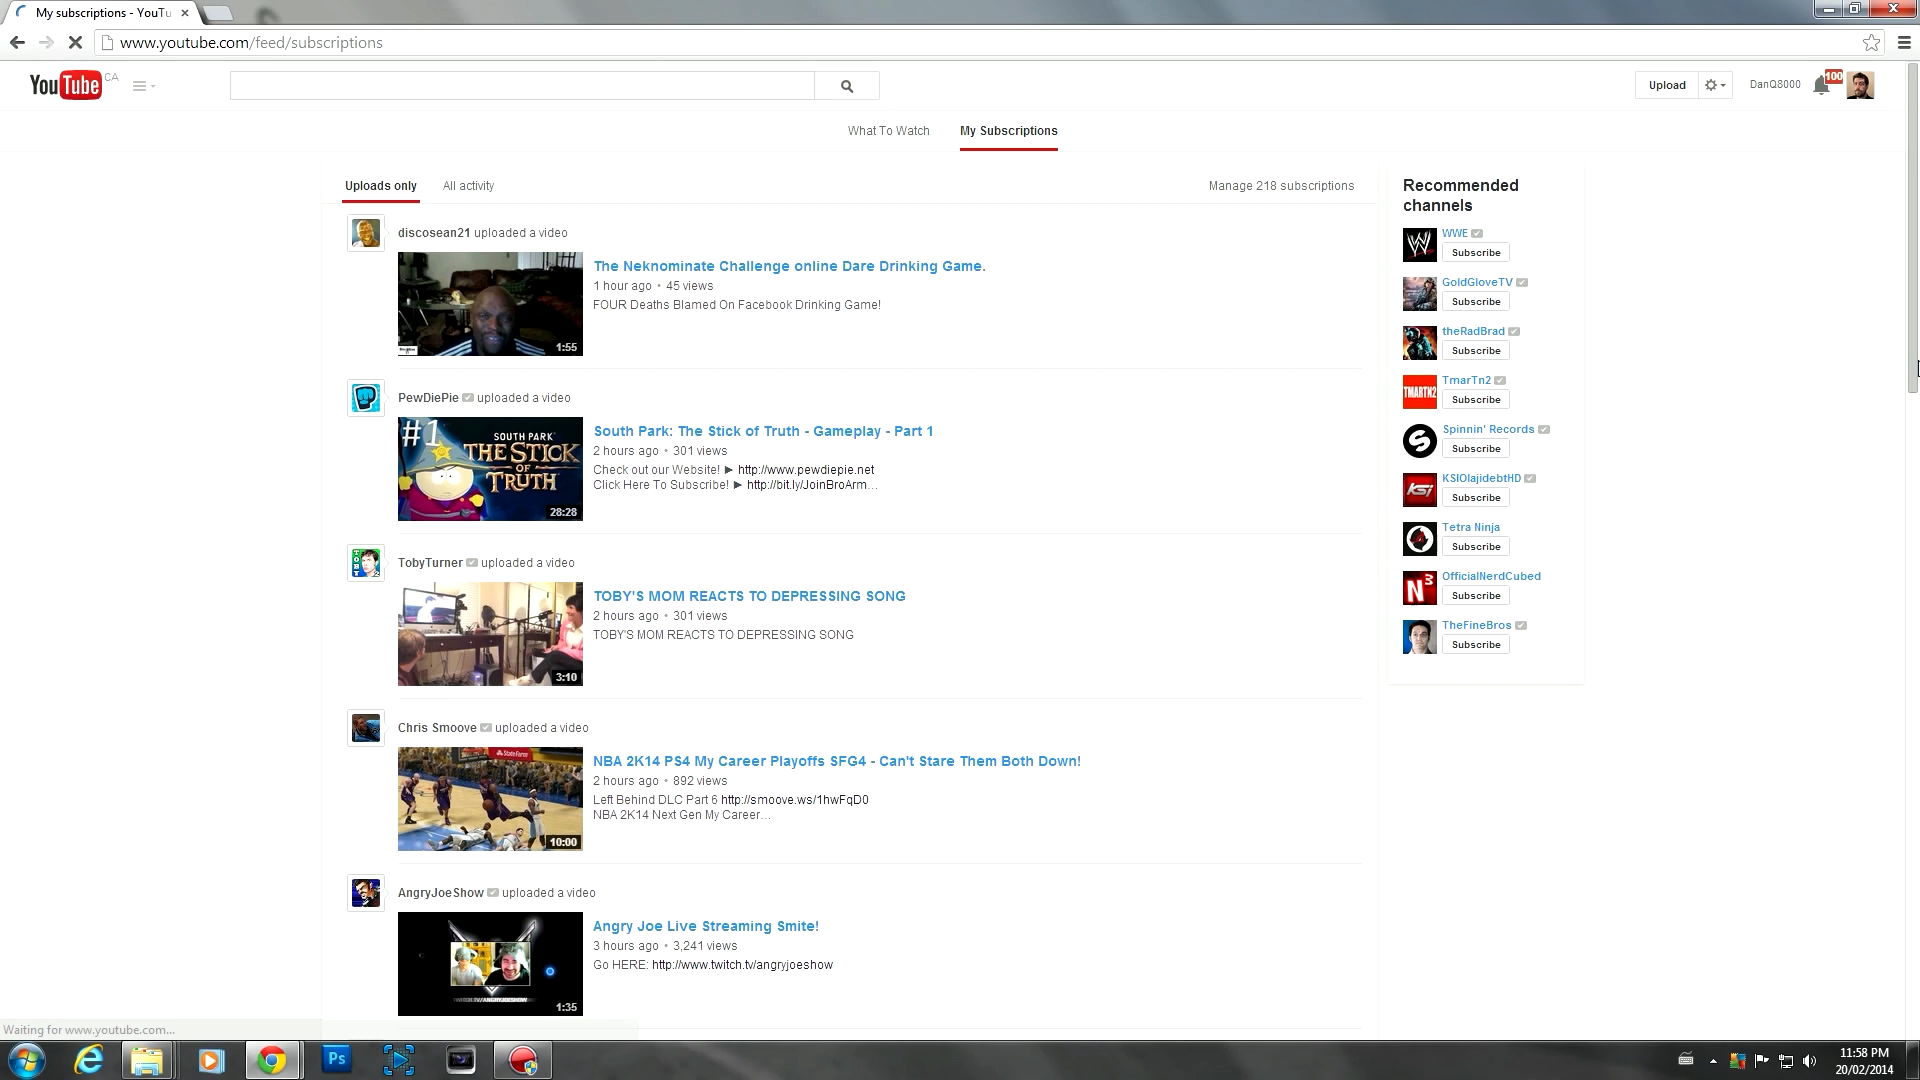 My subscriptions - YouTu
www.youtube.com/feed/subscriptions
YouTube CA
Upload
DanQ8000
100
What To Watch
My Subscriptions
Uploads only
All activity
Manage 218 subscriptions
discosean21 uploaded a video
The Neknominate Challenge online Dare Drinking Game.
1 hour ago • 45 views
FOUR Deaths Blamed On Facebook Drinking Game!
1:55
PewDiePie uploaded a video
#1
SOUTH PARK
THE STICK
OF
TRUTH
28:28
South Park: The Stick of Truth - Gameplay - Part 1
2 hours ago • 301 views
Check out our Website! ► http://www.pewdiepie.net
Click Here To Subscribe! ► http://bit.ly/JoinBroArm...
TobyTurner uploaded a video
TOBY'S MOM REACTS TO DEPRESSING SONG
2 hours ago • 301 views
TOBY'S MOM REACTS TO DEPRESSING SONG
3:10
Chris Smoove uploaded a video
StateFarm
NBA 2K14 PS4 My Career Playoffs SFG4 - Can't Stare Them Both Down!
2 hours ago • 892 views
Left Behind DLC Part 6 http://smoove.ws/1hwFqD0
NBA 2K14 Next Gen My Career...
10:00
AngryJoeShow uploaded a video
Angry Joe Live Streaming Smite!
3 hours ago • 3,241 views
Go HERE: http://www.twitch.tv/angryjoeshow
TWITCH.TV/ANGRYJOESHOW
1:35
Recommended
channels
WWE
Subscribe
GoldGloveTV
Subscribe
theRadBrad
Subscribe
TMARTN2
TmarTn2
Subscribe
Spinnin' Records
Subscribe
KSI
KSIOlajidebtHD
Subscribe
Tetra Ninja
Subscribe
N3
OfficialNerdCubed
Subscribe
TheFineBros
Subscribe
Waiting for www.youtube.com...
Ps
11:58 PM
20/02/2014